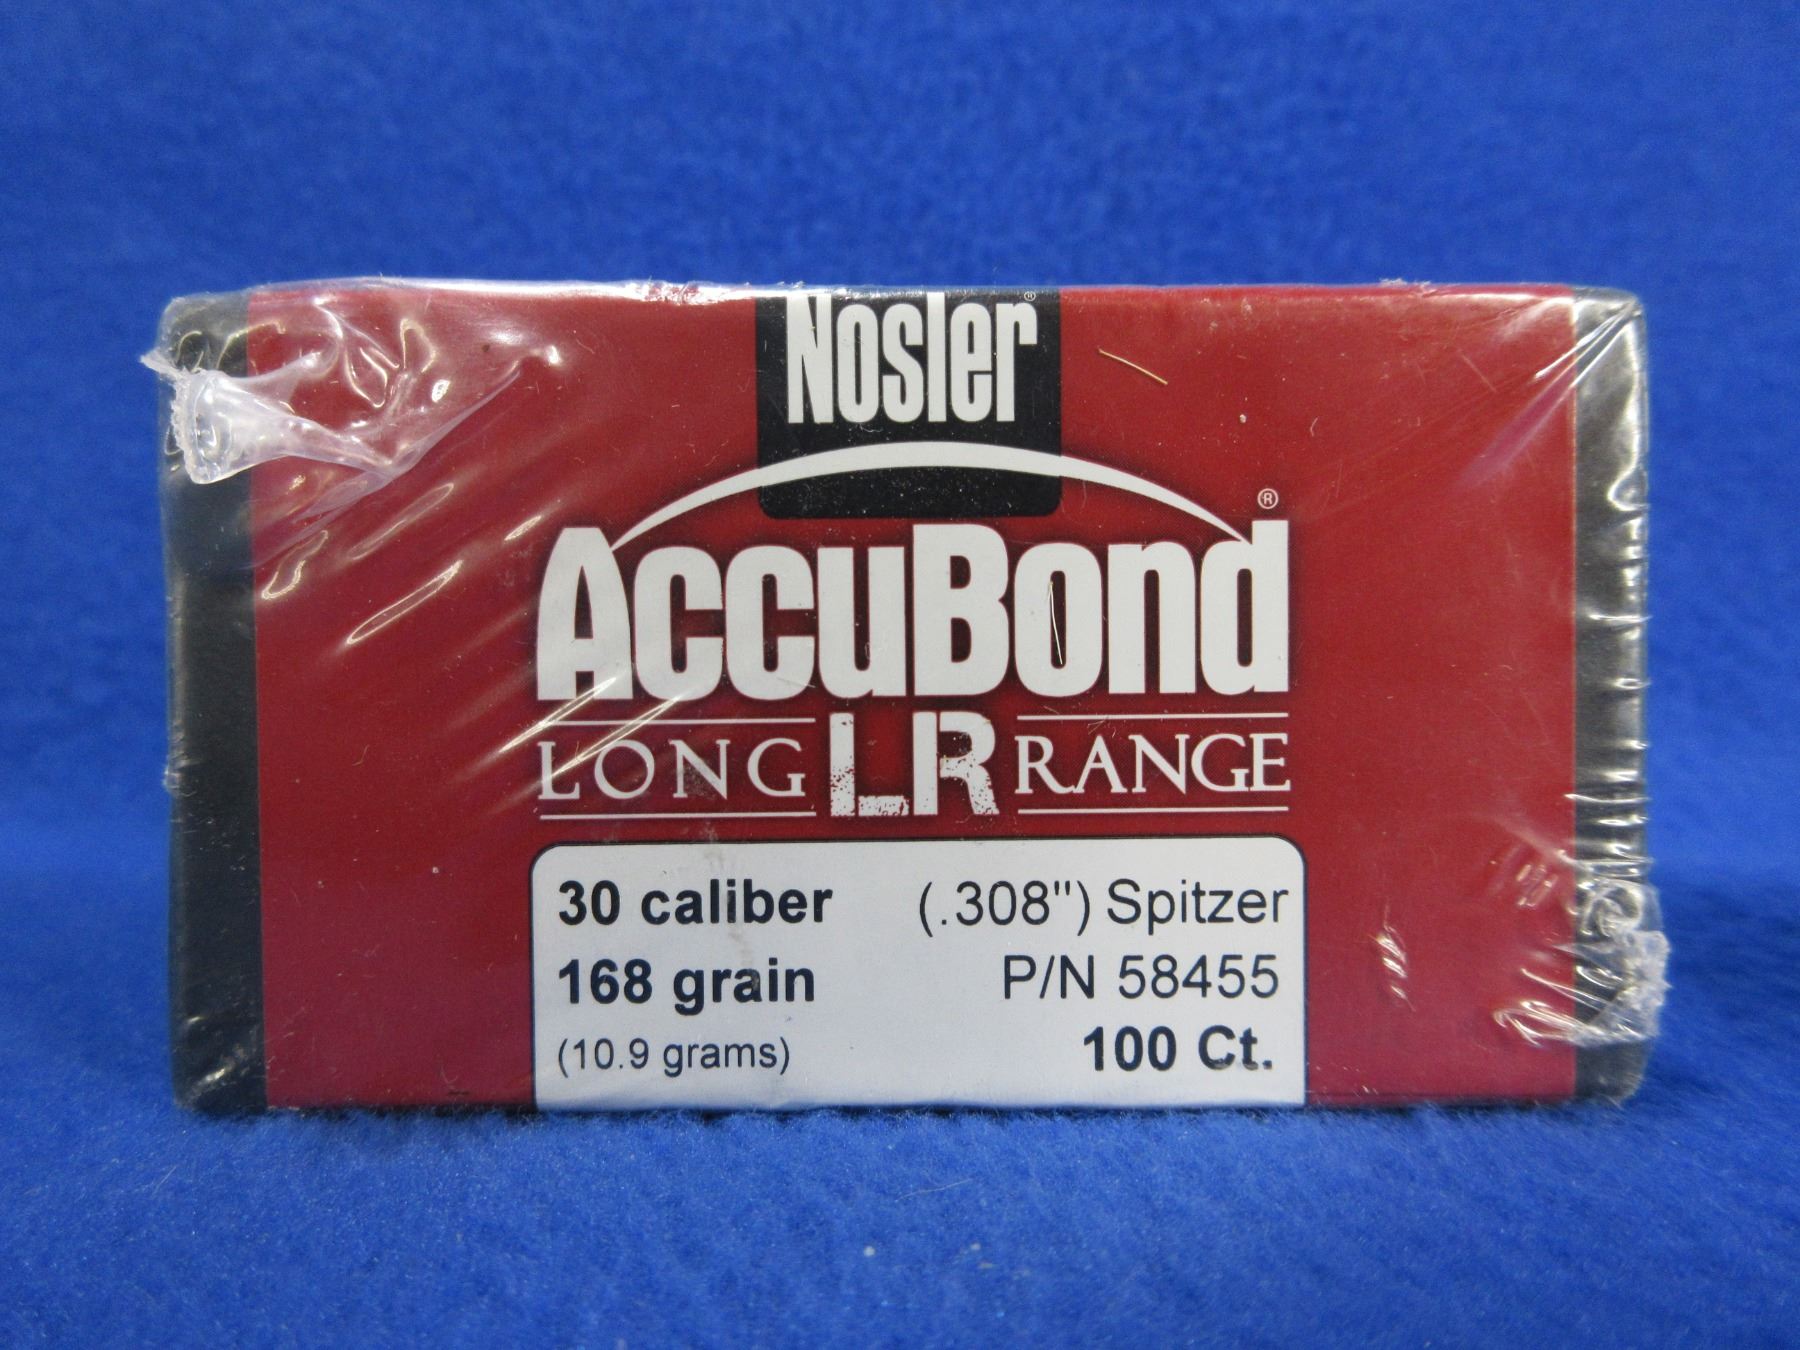 Nosler®
AccuBond®
LONG LR RANGE
30 caliber (.308") Spitzer
168 grain P/N 58455
(10.9 grams) 100 Ct.